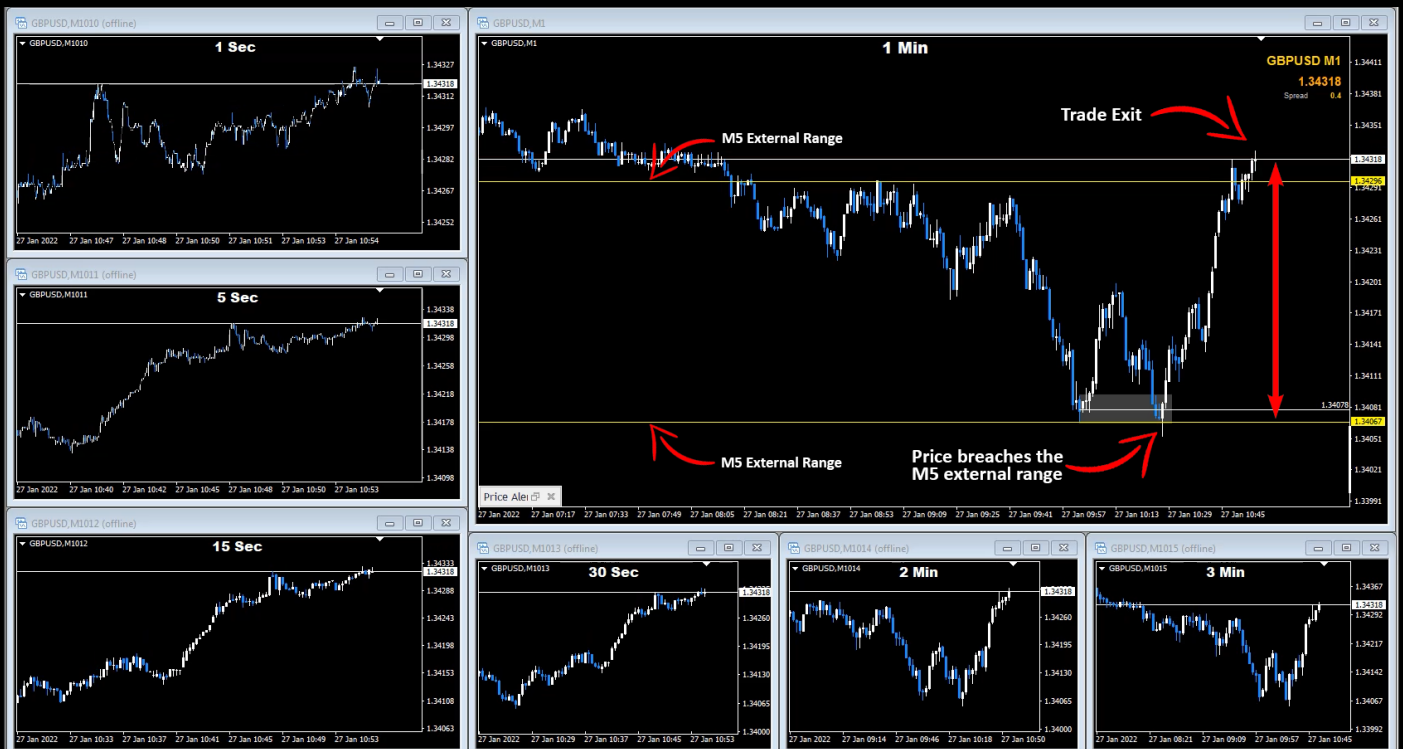 GBPUSD,M1010 (offline)
GBPUSD,M1010
1 Sec
1.34327
1.34318
1.34312
1.34297
1.34282
1.34267
1.34252
27 Jan 2022 27 Jan 10:47 27 Jan 10:48 27 Jan 10:50 27 Jan 10:51 27 Jan 10:53 27 Jan 10:54
GBPUSD,M1011 (offline)
GBPUSD,M1011
5 Sec
1.34338
1.34318
1.34298
1.34258
1.34218
1.34178
1.34138
1.34098
27 Jan 2022 27 Jan 10:40 27 Jan 10:42 27 Jan 10:45 27 Jan 10:48 27 Jan 10:50 27 Jan 10:53
GBPUSD,M1012 (offline)
GBPUSD,M1012
15 Sec
1.34333
1.34318
1.34288
1.34243
1.34198
1.34153
1.34108
1.34063
27 Jan 2022 27 Jan 10:33 27 Jan 10:37 27 Jan 10:41 27 Jan 10:45 27 Jan 10:49 27 Jan 10:53
GBPUSD,M1
GBPUSD,M1
1 Min
GBPUSD M1
1.34318
Spread 0.4
Trade Exit
M5 External Range
M5 External Range
Price breaches the
M5 external range
1.34411
1.34381
1.34351
1.34318
1.34296
1.34291
1.34261
1.34231
1.34201
1.34171
1.34141
1.34111
1.34078
1.34081
1.34067
1.34051
1.34021
1.33991
Price Aler
27 Jan 2022 27 Jan 07:17 27 Jan 07:33 27 Jan 07:49 27 Jan 08:05 27 Jan 08:21 27 Jan 08:37 27 Jan 08:53 27 Jan 09:09 27 Jan 09:25 27 Jan 09:41 27 Jan 09:57 27 Jan 10:13 27 Jan 10:29 27 Jan 10:45
GBPUSD,M1013 (offline)
GBPUSD,M1013
30 Sec
1.34318
1.34260
1.34195
1.34130
1.34065
1.34000
27 Jan 2022 27 Jan 10:29 27 Jan 10:37 27 Jan 10:45 27 Jan 10:53
GBPUSD,M1014 (offline)
GBPUSD,M1014
2 Min
1.34318
1.34260
1.34195
1.34130
1.34065
1.34000
27 Jan 2022 27 Jan 09:14 27 Jan 09:46 27 Jan 10:18 27 Jan 10:50
GBPUSD,M1015 (offline)
GBPUSD,M1015
3 Min
1.34367
1.34318
1.34292
1.34217
1.34142
1.34067
1.33992
27 Jan 2022 27 Jan 08:21 27 Jan 09:09 27 Jan 09:57 27 Jan 10:45